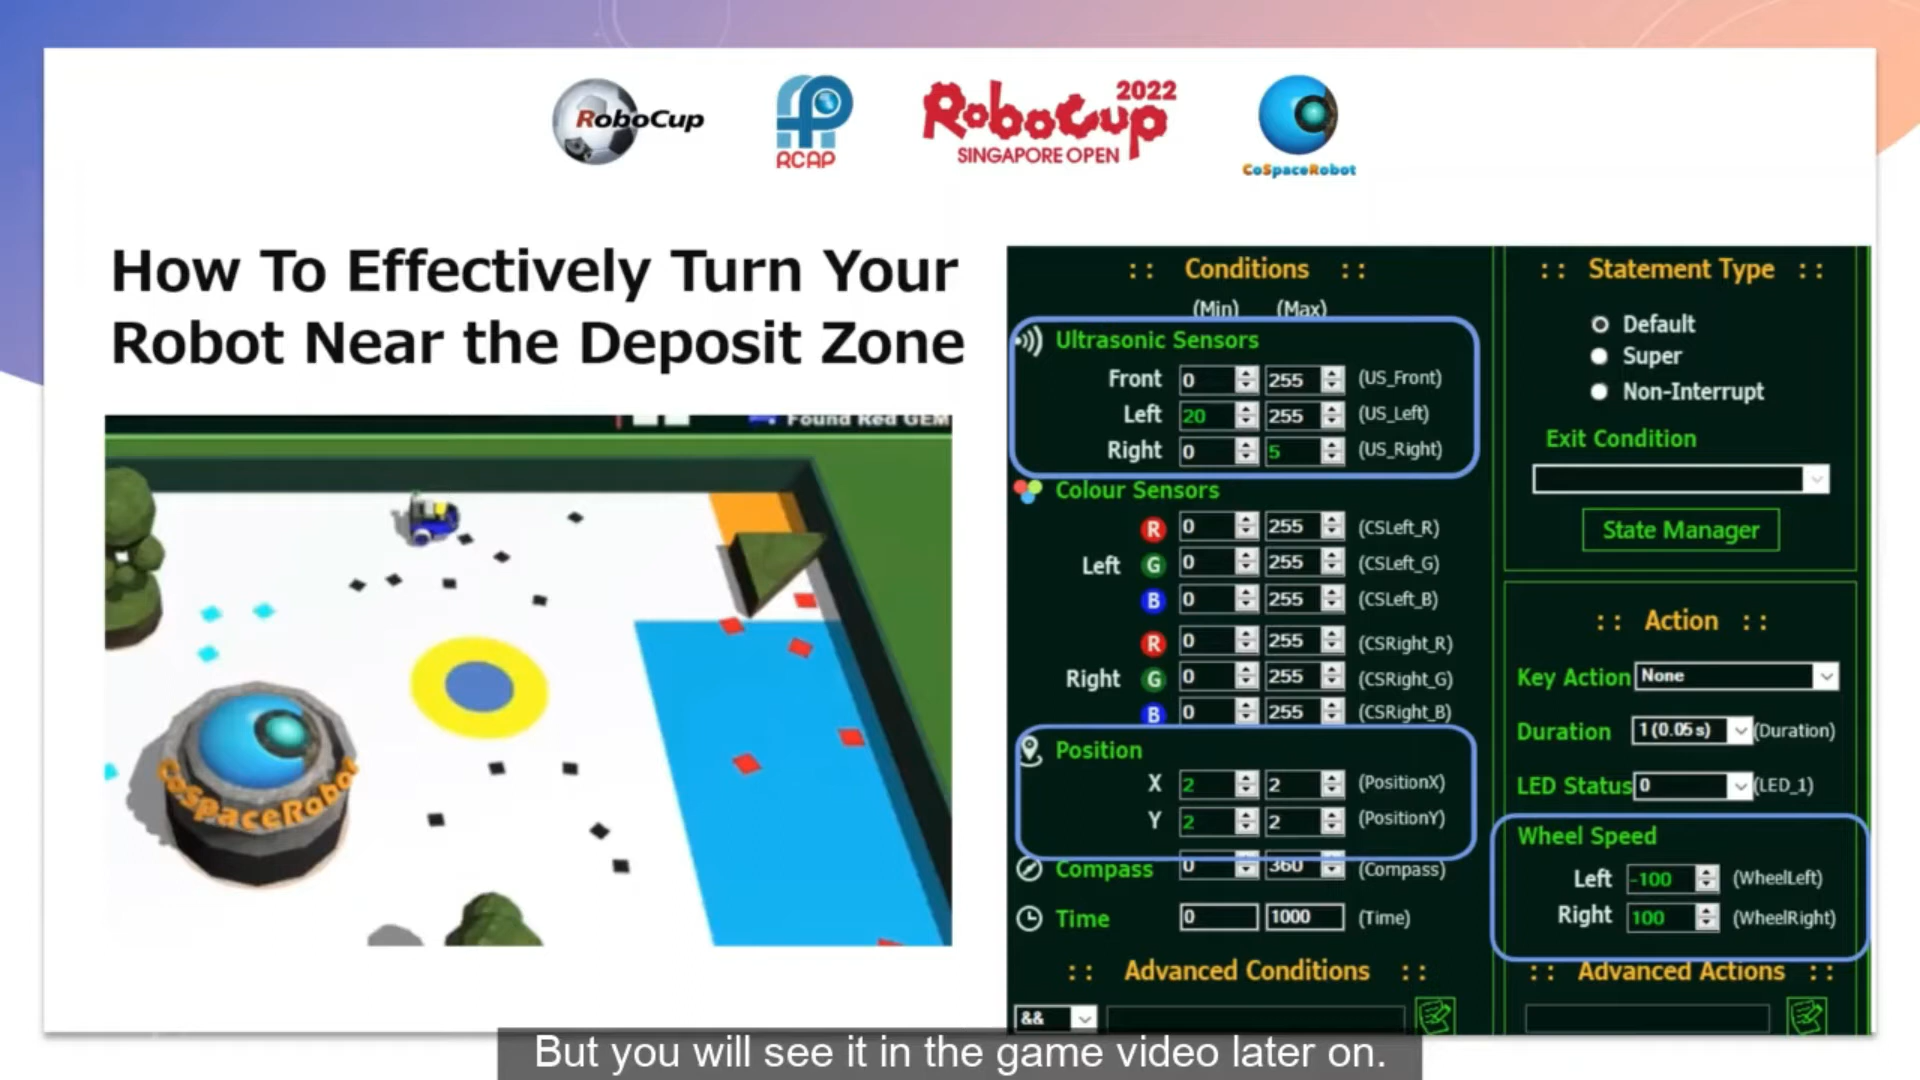 RoboCup
RCAP
RoboCup
2022
SINGAPORE OPEN
CoSpaceRobot
How To Effectively Turn Your
Robot Near the Deposit Zone
Found Red GEM
CoSpaceRobot
:: Conditions ::
(Min) (Max)
Ultrasonic Sensors
Front 0 255 (US_Front)
Left 20 255 (US_Left)
Right 0 5 (US_Right)
Colour Sensors
R 0 255 (CSLeft_R)
Left G 0 255 (CSLeft_G)
B 0 255 (CSLeft_B)
R 0 255 (CSRight_R)
Right G 0 255 (CSRight_G)
B 0 255 (CSRight_B)
Position
X 2 2 (PositionX)
Y 2 2 (PositionY)
Compass 0 360 (Compass)
Time 0 1000 (Time)
:: Advanced Conditions ::
&&
:: Statement Type ::
Default
Super
Non-Interrupt
Exit Condition
State Manager
:: Action ::
Key Action None
Duration 1 (0.05 s) (Duration)
LED Status 0 (LED_1)
Wheel Speed
Left -100 (WheelLeft)
Right 100 (WheelRight)
:: Advanced Actions ::
But you will see it in the game video later on.